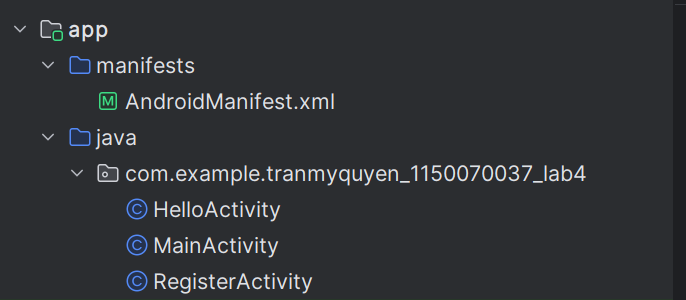 app
manifests
M AndroidManifest.xml
java
com.example.tranmyquyen_1150070037_lab4
C HelloActivity
C MainActivity
C RegisterActivity